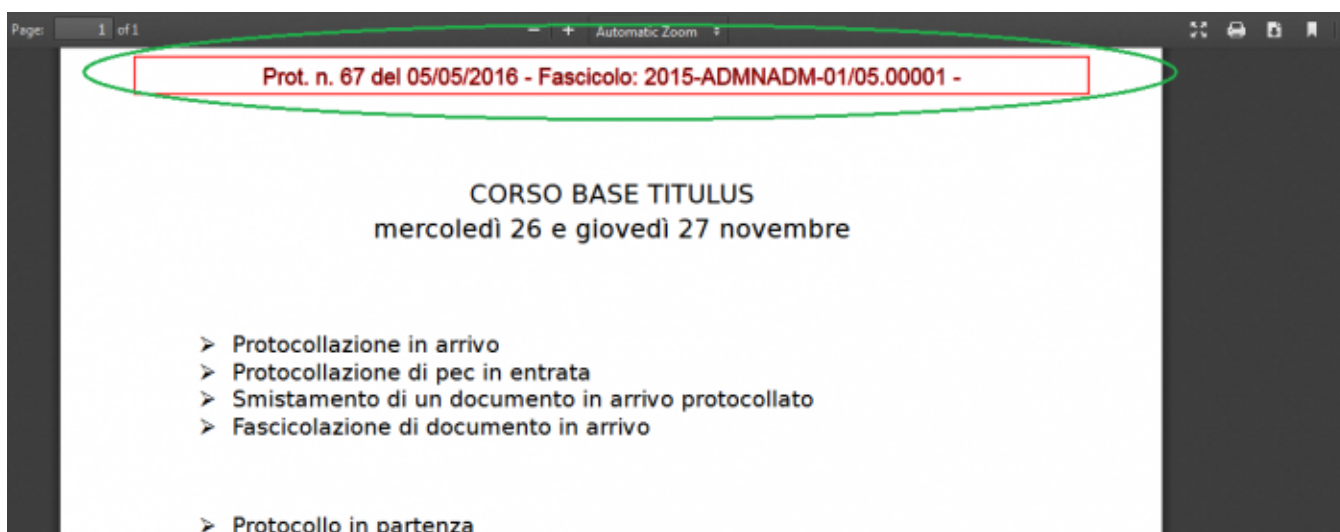 Page: 1 of 1 − + Automatic Zoom
Prot. n. 67 del 05/05/2016 - Fascicolo: 2015-ADMNADM-01/05.00001 -
CORSO BASE TITULUS
mercoledì 26 e giovedì 27 novembre
➢ Protocollazione in arrivo
➢ Protocollazione di pec in entrata
➢ Smistamento di un documento in arrivo protocollato
➢ Fascicolazione di documento in arrivo
➢ Protocollo in partenza